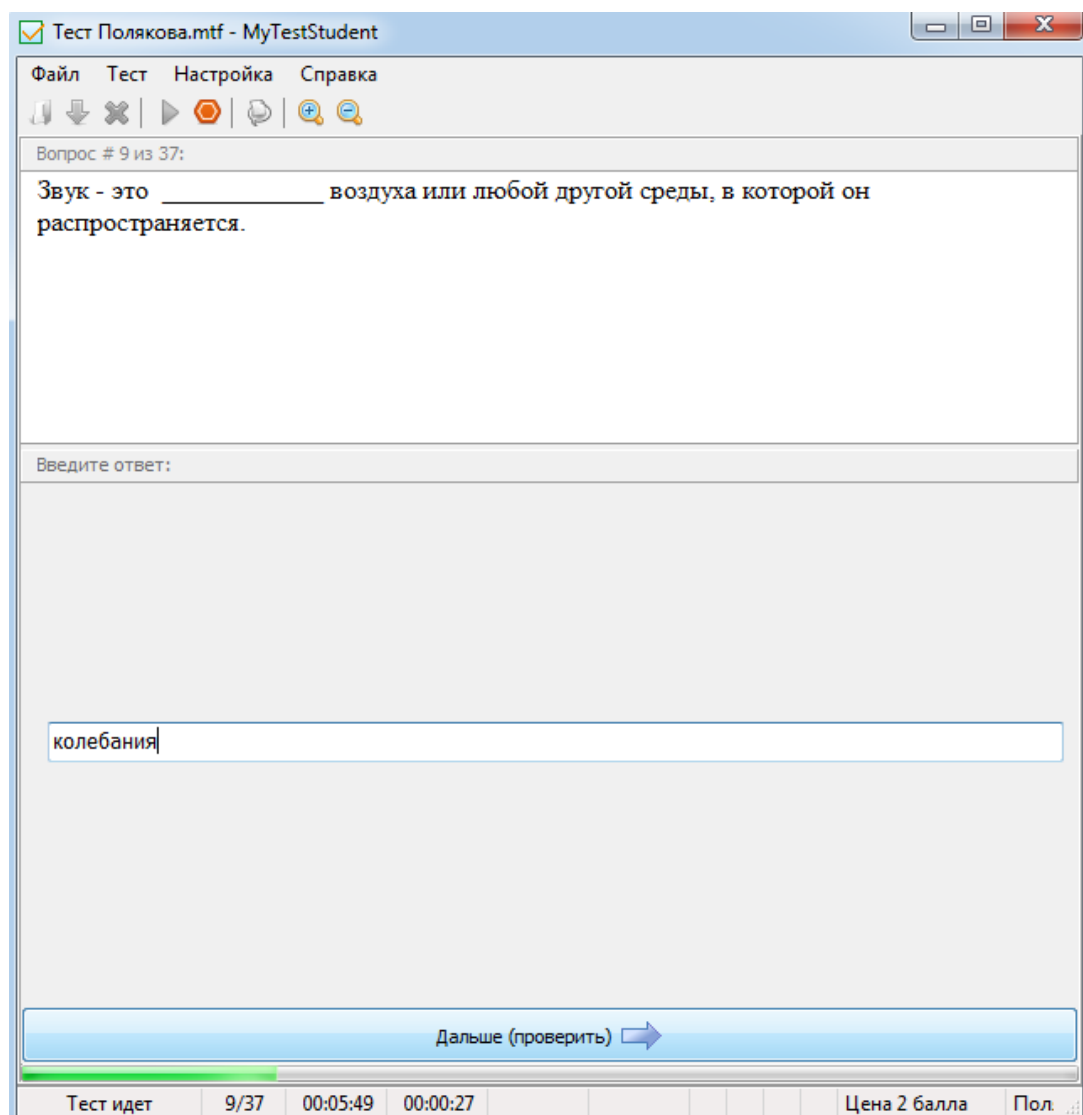 Тест Полякова.mtf - MyTestStudent
Файл Тест Настройка Справка
Вопрос # 9 из 37:
Звук - это ____________ воздуха или любой другой среды, в которой он
распространяется.
Введите ответ:
колебания
Дальше (проверить)
Тест идет 9/37 00:05:49 00:00:27 Цена 2 балла Пол